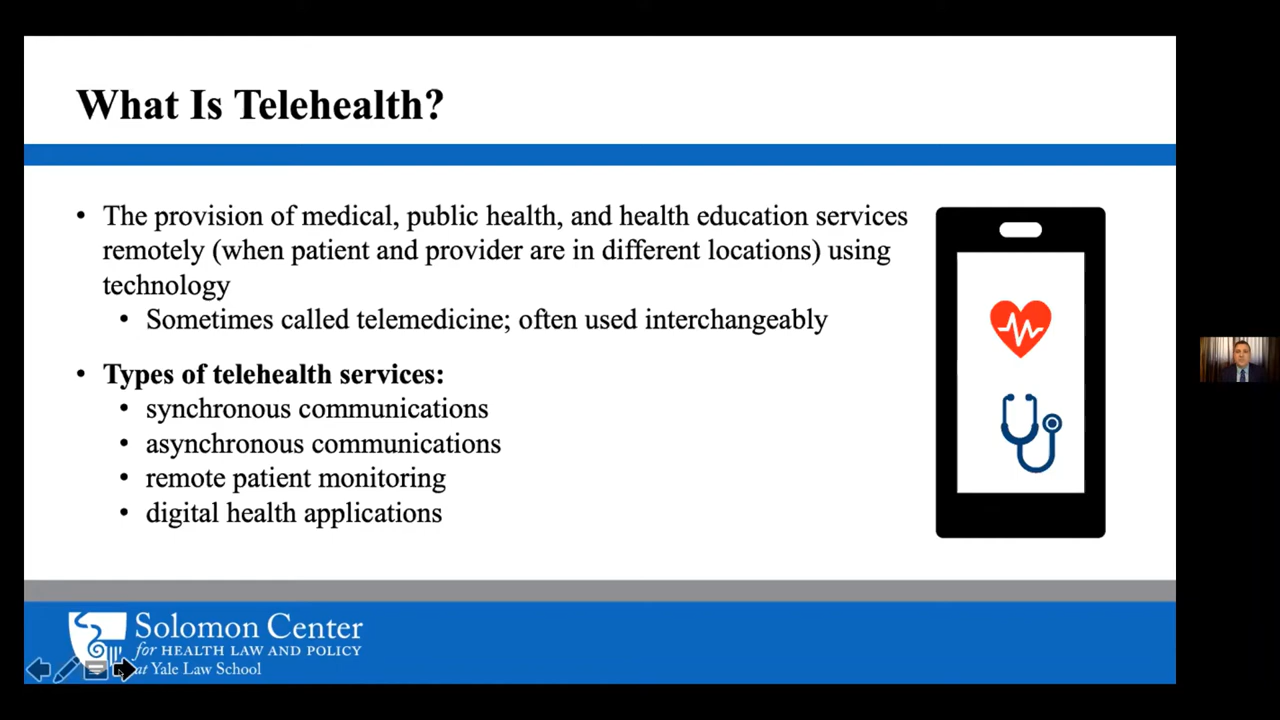 What Is Telehealth?
• The provision of medical, public health, and health education services
remotely (when patient and provider are in different locations) using
technology
• Sometimes called telemedicine; often used interchangeably
• Types of telehealth services:
• synchronous communications
• asynchronous communications
• remote patient monitoring
• digital health applications
Solomon Center
for HEALTH LAW AND POLICY
at Yale Law School